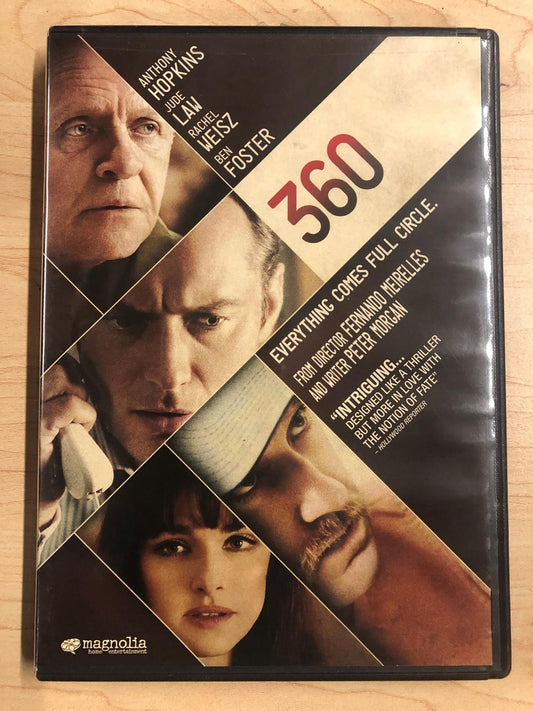 ANTHONY
HOPKINS
JUDE
LAW
RACHEL
WEISZ
BEN
FOSTER
360
EVERYTHING COMES FULL CIRCLE.
FROM DIRECTOR FERNANDO MEIRELLES
AND WRITER PETER MORGAN
"INTRIGUING...
DESIGNED LIKE A THRILLER
BUT MORE IN LOVE WITH
THE NOTION OF FATE"
– HOLLYWOOD REPORTER
magnolia
home entertainment